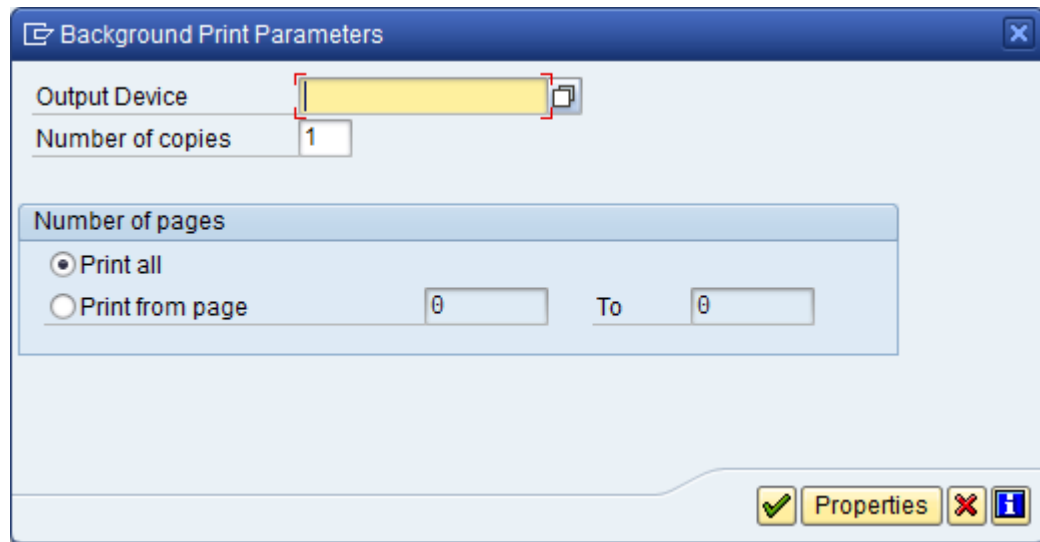 Background Print Parameters
Output Device
Number of copies 1
Number of pages
Print all
Print from page 0 To 0
Properties